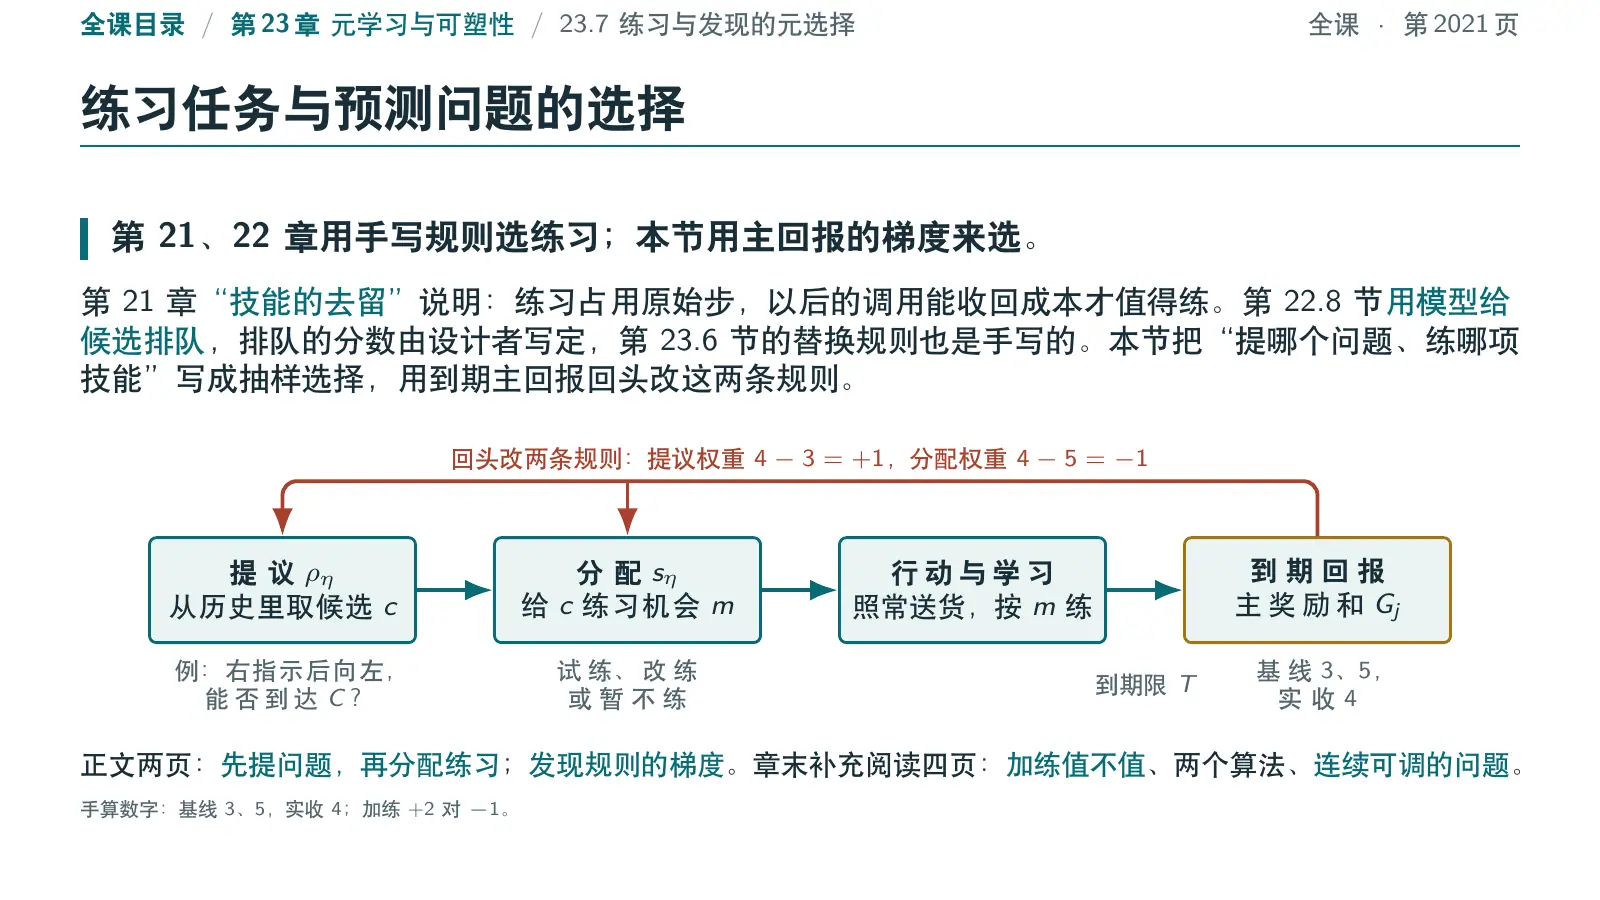 全课目录 / 第 23 章 元学习与可塑性 / 23.7 练习与发现的元选择
全课 · 第 2021 页
练习任务与预测问题的选择
第 21、22 章用手写规则选练习；本节用主回报的梯度来选。
第 21 章 “技能的去留” 说明：练习占用原始步，以后的调用能收回成本才值得练。第 22.8 节用模型给
候选排队，排队的分数由设计者写定，第 23.6 节的替换规则也是手写的。本节把 “提哪个问题、练哪项
技能” 写成抽样选择，用到期主回报回头改这两条规则。
回头改两条规则：提议权重 4 − 3 = +1，分配权重 4 − 5 = −1
提议 ρη
从历史里取候选 c
分配 sη
给 c 练习机会 m
行动与学习
照常送货，按 m 练
到期回报
主奖励和 Gj
例：右指示后向左，
能否到达 C？
试练、改练
或暂不练
到期限 T
基线 3、5，
实收 4
正文两页：先提问题，再分配练习；发现规则的梯度。章末补充阅读四页：加练值不值、两个算法、连续可调的问题。
手算数字：基线 3、5，实收 4；加练 +2 对 −1。